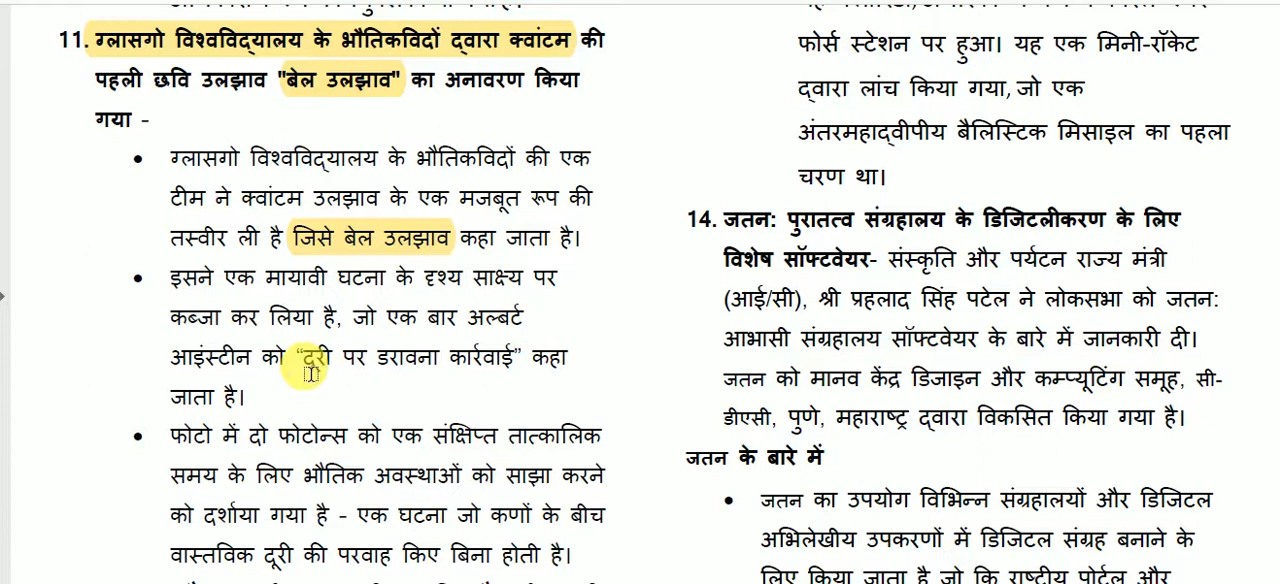 11. ग्लासगो विश्वविद्यालय के भौतिकविदों द्वारा क्वांटम की
पहली छवि उलझाव "बेल उलझाव" का अनावरण किया
गया -
• ग्लासगो विश्वविद्यालय के भौतिकविदों की एक
टीम ने क्वांटम उलझाव के एक मजबूत रूप की
तस्वीर ली है जिसे बेल उलझाव कहा जाता है।
• इसने एक मायावी घटना के दृश्य साक्ष्य पर
कब्जा कर लिया है, जो एक बार अल्बर्ट
आइंस्टीन को “दूरी पर डरावना कार्रवाई” कहा
जाता है।
• फोटो में दो फोटोन्स को एक संक्षिप्त तात्कालिक
समय के लिए भौतिक अवस्थाओं को साझा करने
को दर्शाया गया है - एक घटना जो कणों के बीच
वास्तविक दूरी की परवाह किए बिना होती है।
फोर्स स्टेशन पर हुआ। यह एक मिनी-रॉकेट
द्वारा लांच किया गया, जो एक
अंतरमहाद्वीपीय बैलिस्टिक मिसाइल का पहला
चरण था।
14. जतन: पुरातत्व संग्रहालय के डिजिटलीकरण के लिए
विशेष सॉफ्टवेयर- संस्कृति और पर्यटन राज्य मंत्री
(आई/सी), श्री प्रहलाद सिंह पटेल ने लोकसभा को जतन:
आभासी संग्रहालय सॉफ्टवेयर के बारे में जानकारी दी।
जतन को मानव केंद्र डिजाइन और कम्प्यूटिंग समूह, सी-
डीएसी, पुणे, महाराष्ट्र द्वारा विकसित किया गया है।
जतन के बारे में
• जतन का उपयोग विभिन्न संग्रहालयों और डिजिटल
अभिलेखीय उपकरणों में डिजिटल संग्रह बनाने के
लिए किया जाता है जो कि राष्ट्रीय पोर्टल और